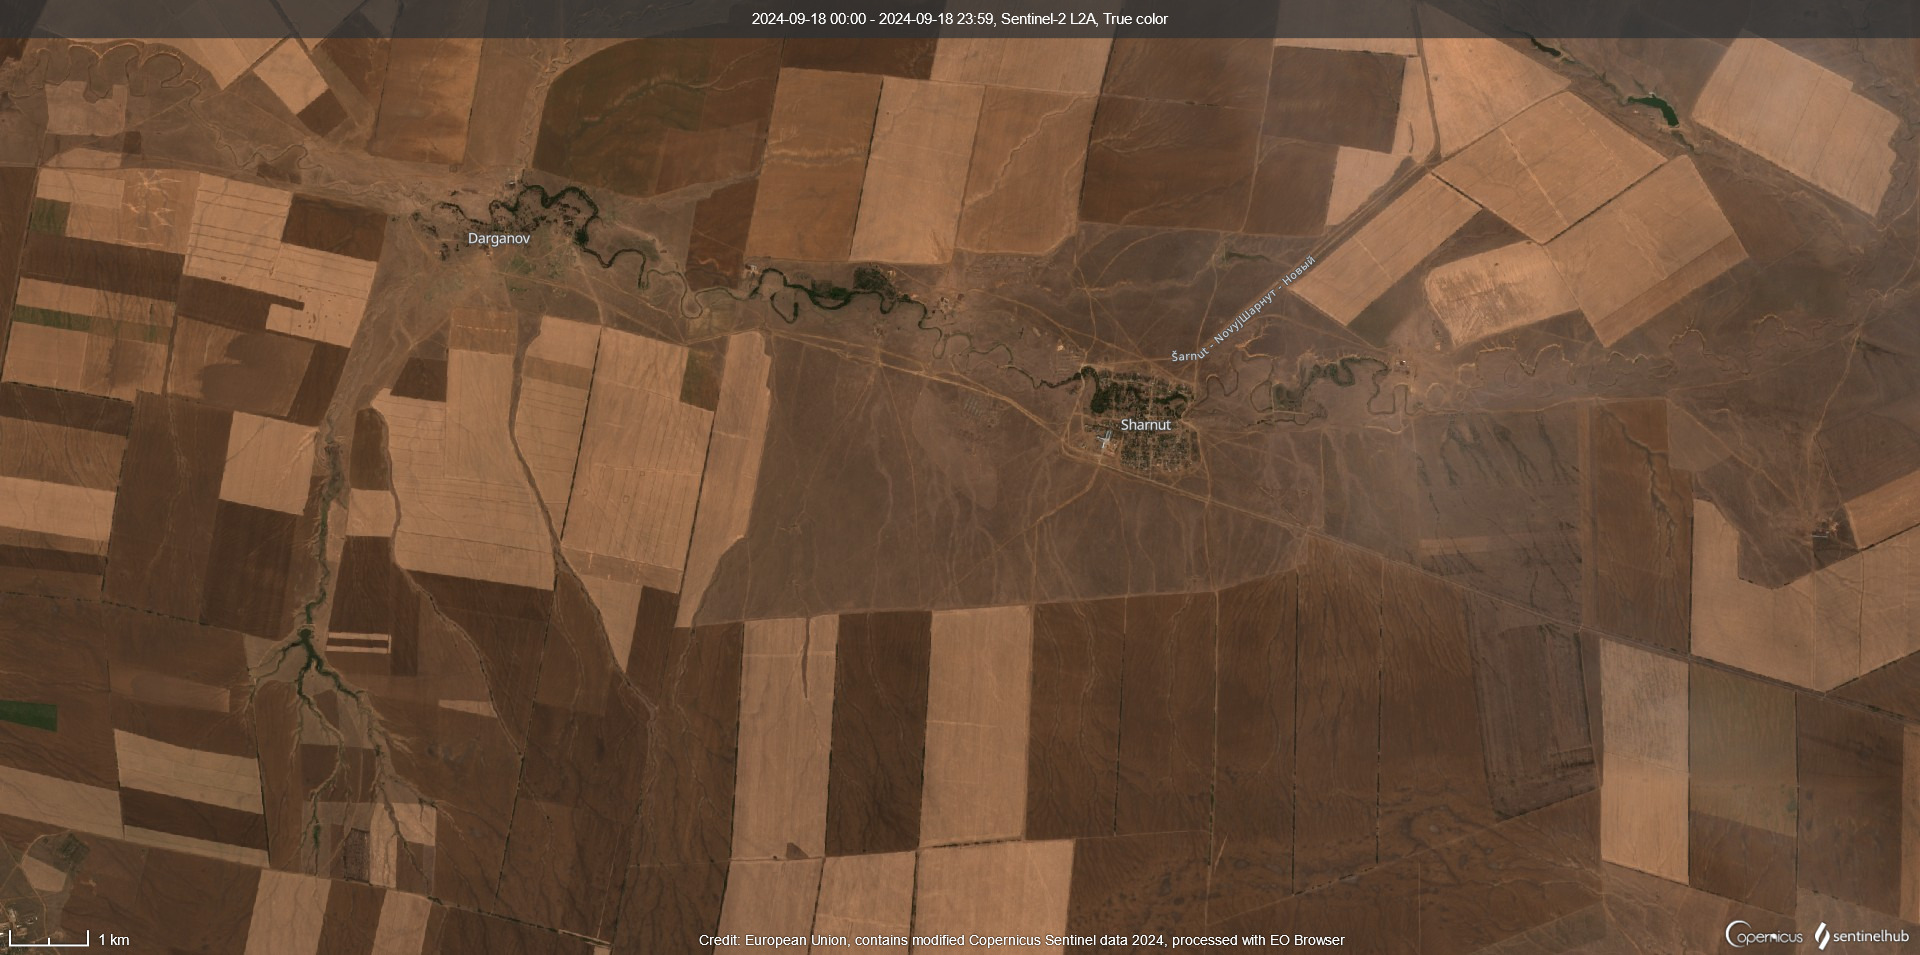 2024-09-18 00:00 - 2024-09-18 23:59, Sentinel-2 L2A, True color
Darganov
Šarnut - Novyj|Шарнут - Новый
Sharnut
1 km
Credit: European Union, contains modified Copernicus Sentinel data 2024, processed with EO Browser
Copernicus
sentinelhub